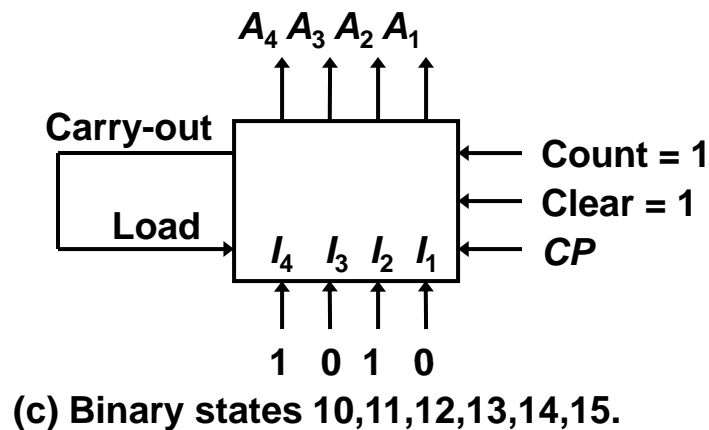 A4 A3 A2 A1
Carry-out
Count = 1
Clear = 1
Load
CP
I4 I3 I2 I1
1 0 1 0
(c) Binary states 10,11,12,13,14,15.